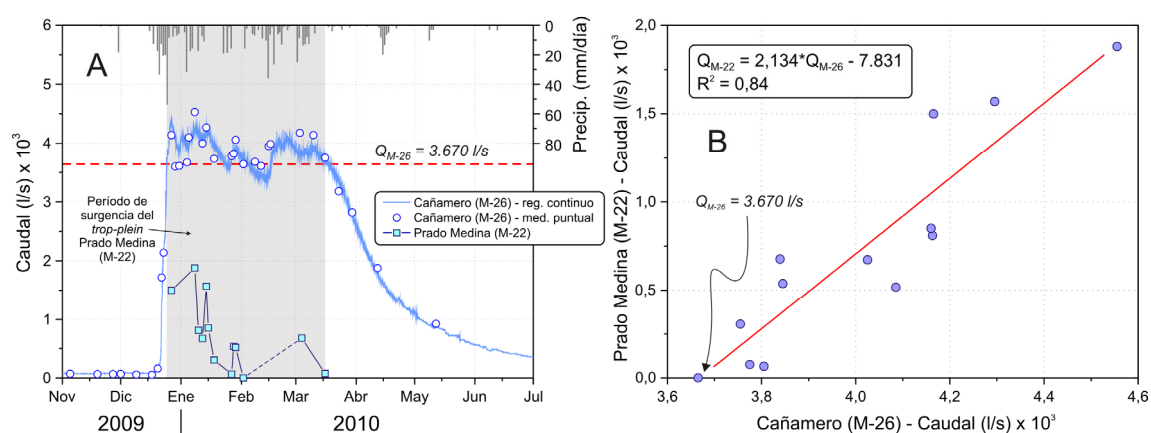 A
Caudal (l/s) x 10³
6
5
4
3
2
1
0
Precip. (mm/día)
0
20
40
60
80
Q_M-26 = 3.670 l/s
Período de
surgencia del
trop-plein
Prado Medina
(M-22)
Cañamero (M-26) - reg. continuo
Cañamero (M-26) - med. puntual
Prado Medina (M-22)
Nov
Dic
Ene
Feb
Mar
Abr
May
Jun
Jul
2009
2010
B
Prado Medina (M-22) - Caudal (l/s) x 10³
2,0
1,5
1,0
0,5
0,0
Q_M-22 = 2,134*Q_M-26 - 7.831
R² = 0,84
Q_M-26 = 3.670 l/s
3,6
3,8
4,0
4,2
4,4
4,6
Cañamero (M-26) - Caudal (l/s) x 10³